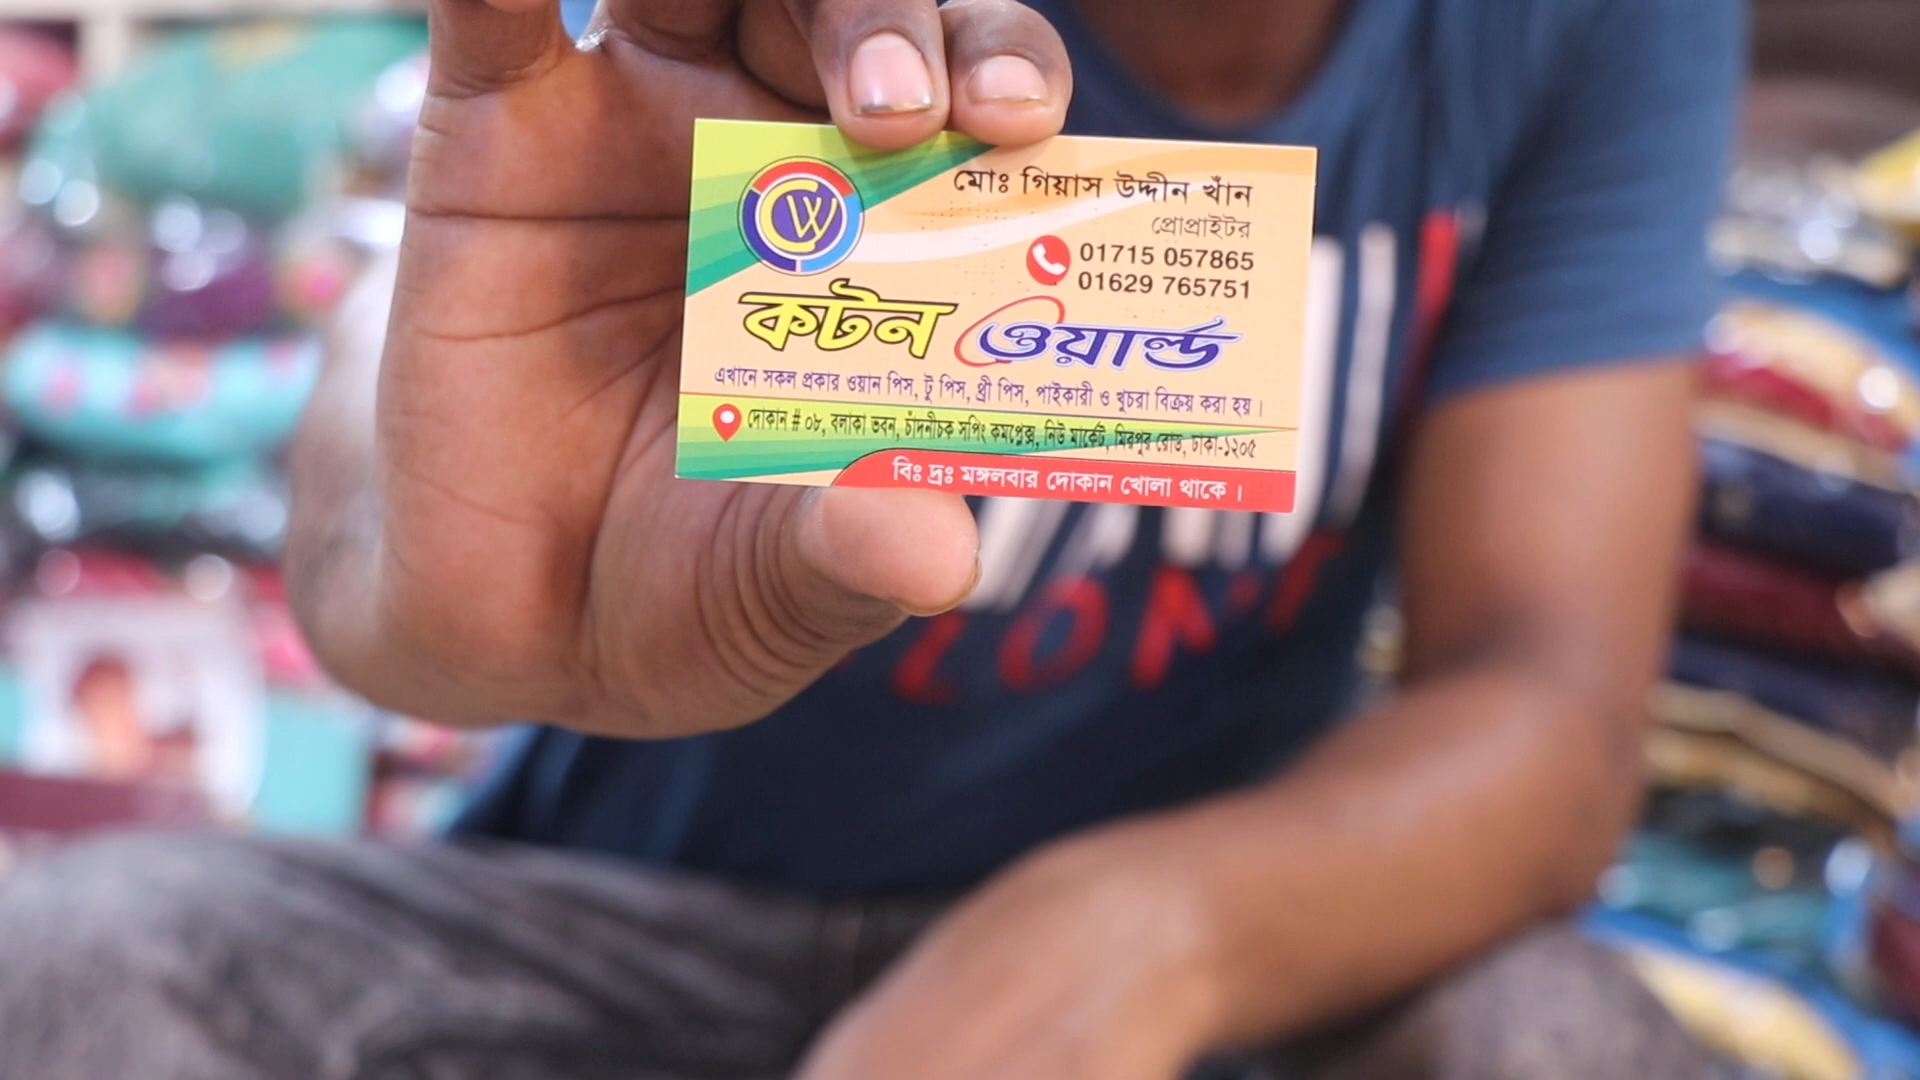 CW
মোঃ গিয়াস উদ্দীন খাঁন
প্রোপ্রাইটর
01715 057865
01629 765751
কটন ওয়ার্ল্ড
এখানে সকল প্রকার ওয়ান পিস, টু পিস, থ্রী পিস, পাইকারী ও খুচরা বিক্রয় করা হয়।
দোকান # ০৮, বলাকা ভবন, চাঁদনীচক সপিং কমপ্লেক্স, নিউ মার্কেট, মিরপুর রোড, ঢাকা-১২০৫
বিঃ দ্রঃ মঙ্গলবার দোকান খোলা থাকে।